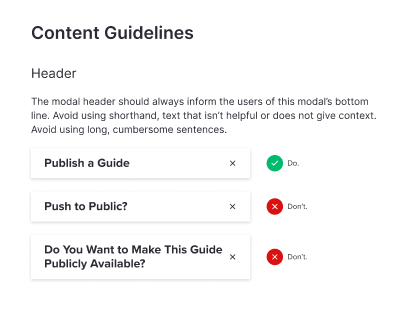 Content Guidelines
Header
The modal header should always inform the users of this modal's bottom
line. Avoid using shorthand, text that isn't helpful or does not give context.
Avoid using long, cumbersome sentences.
Publish a Guide
Do.
Push to Public?
Don't.
Do You Want to Make This Guide
Publicly Available?
Don't.